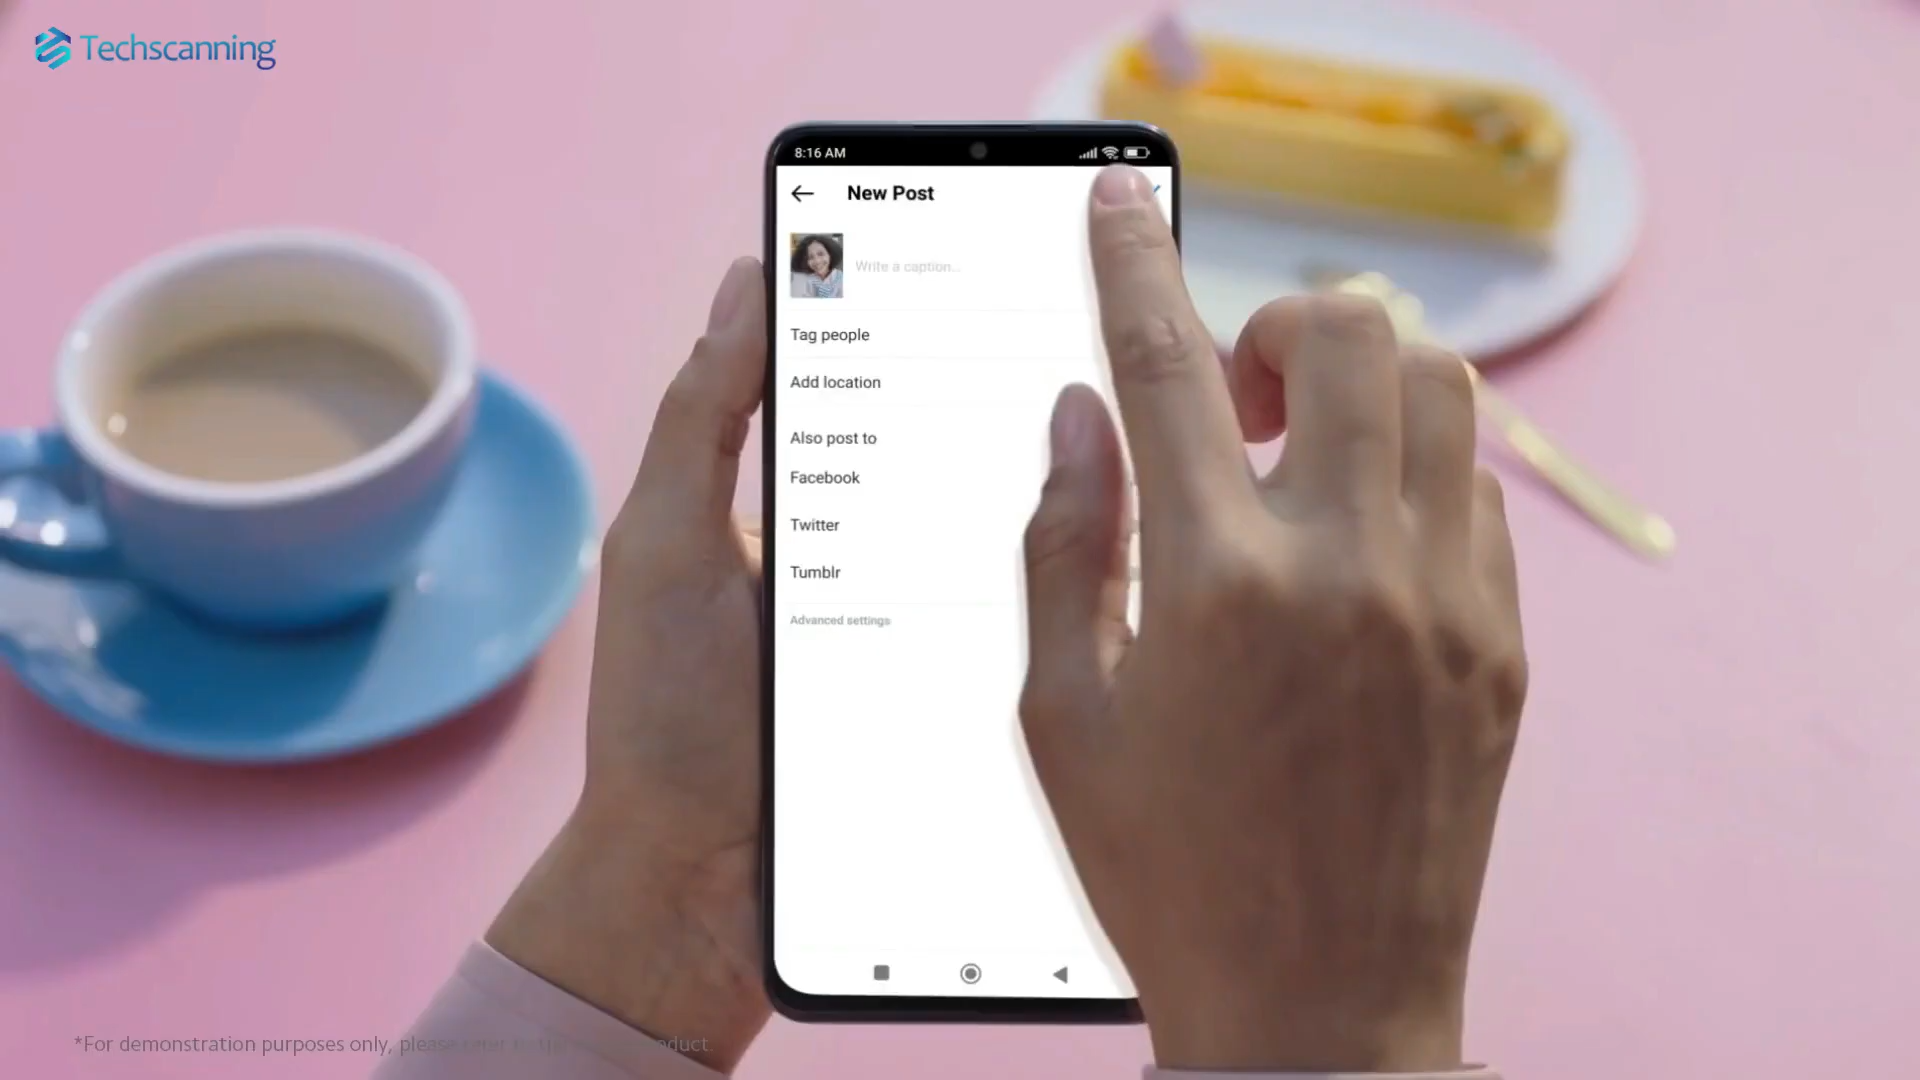 Techscanning
8:16 AM
New Post
Write a caption...
Tag people
Add location
Also post to
Facebook
Twitter
Tumblr
Advanced settings
*For demonstration purposes only, please